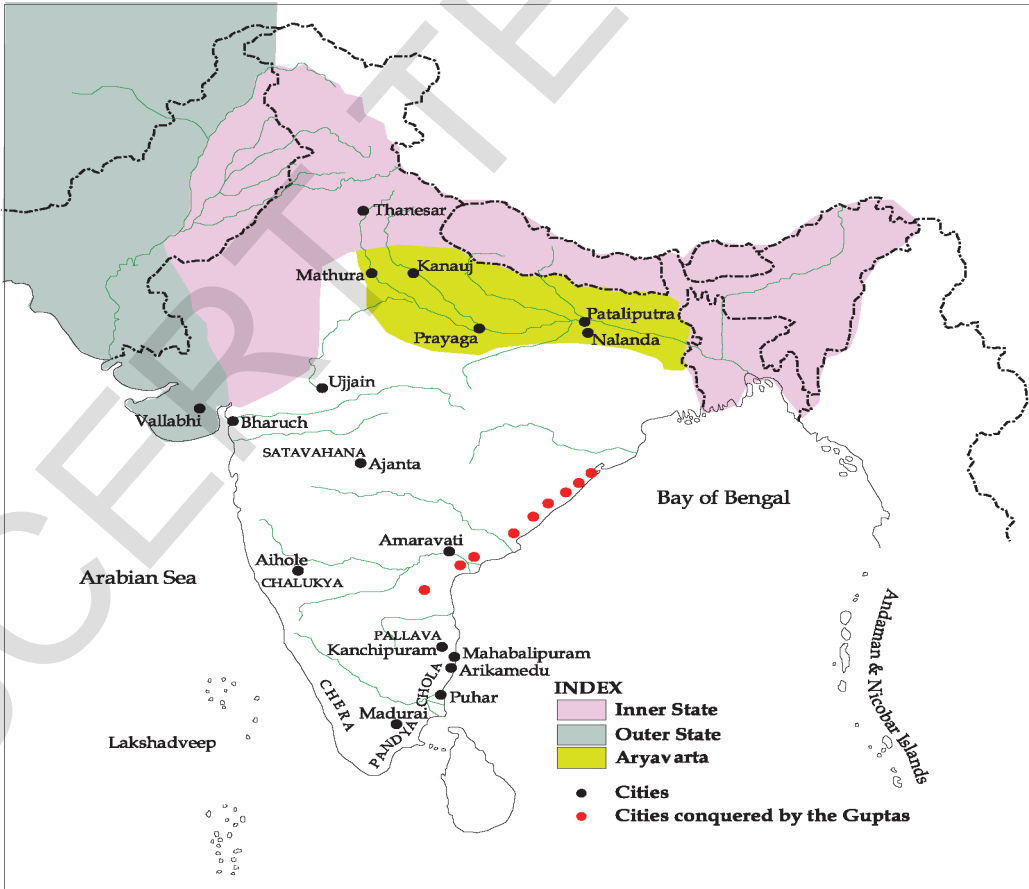 SCERT TE
Thanesar
Mathura
Kanauj
Pataliputra
Prayaga
Nalanda
Ujjain
Vallabhi
Bharuch
SATAVAHANA
Ajanta
Bay of Bengal
Amaravati
Aihole
Arabian Sea
CHALUKYA
PALLAVA
Kanchipuram
Mahabalipuram
Arikamedu
CHOLA
CHERA
Puhar
Madurai
PANDYA
Lakshadveep
Andaman & Nicobar Islands
INDEX
Inner State
Outer State
Aryavarta
Cities
Cities conquered by the Guptas